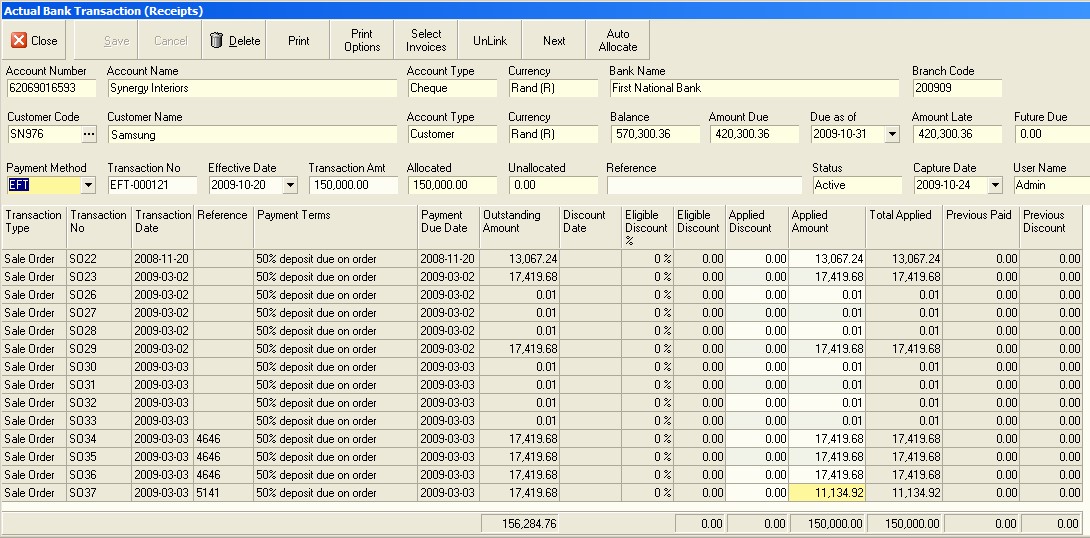 Actual Bank Transaction (Receipts)
Close Save Cancel Delete Print Print Options Select Invoices UnLink Next Auto Allocate
Account Number Account Name Account Type Currency Bank Name Branch Code
62069016593 Synergy Interiors Cheque Rand (R) First National Bank 200909
Customer Code Customer Name Account Type Currency Balance Amount Due Due as of Amount Late Future Due
SN976 ... Samsung Customer Rand (R) 570,300.36 420,300.36 2009-10-31 420,300.36 0.00
Payment Method Transaction No Effective Date Transaction Amt Allocated Unallocated Reference Status Capture Date User Name
EFT EFT-000121 2009-10-20 150,000.00 150,000.00 0.00 Active 2009-10-24 Admin
Transaction Type Transaction No Transaction Date Reference Payment Terms Payment Due Date Outstanding Amount Discount Date Eligible Discount % Eligible Discount Applied Discount Applied Amount Total Applied Previous Paid Previous Discount
Sale Order SO22 2008-11-20 50% deposit due on order 2008-11-20 13,067.24 0 % 0.00 0.00 13,067.24 13,067.24 0.00 0.00
Sale Order SO23 2009-03-02 50% deposit due on order 2009-03-02 17,419.68 0 % 0.00 0.00 17,419.68 17,419.68 0.00 0.00
Sale Order SO26 2009-03-02 50% deposit due on order 2009-03-02 0.01 0 % 0.00 0.00 0.01 0.01 0.00 0.00
Sale Order SO27 2009-03-02 50% deposit due on order 2009-03-02 0.01 0 % 0.00 0.00 0.01 0.01 0.00 0.00
Sale Order SO28 2009-03-02 50% deposit due on order 2009-03-02 0.01 0 % 0.00 0.00 0.01 0.01 0.00 0.00
Sale Order SO29 2009-03-02 50% deposit due on order 2009-03-02 17,419.68 0 % 0.00 0.00 17,419.68 17,419.68 0.00 0.00
Sale Order SO30 2009-03-03 50% deposit due on order 2009-03-03 0.01 0 % 0.00 0.00 0.01 0.01 0.00 0.00
Sale Order SO31 2009-03-03 50% deposit due on order 2009-03-03 0.01 0 % 0.00 0.00 0.01 0.01 0.00 0.00
Sale Order SO32 2009-03-03 50% deposit due on order 2009-03-03 0.01 0 % 0.00 0.00 0.01 0.01 0.00 0.00
Sale Order SO33 2009-03-03 50% deposit due on order 2009-03-03 0.01 0 % 0.00 0.00 0.01 0.01 0.00 0.00
Sale Order SO34 2009-03-03 4646 50% deposit due on order 2009-03-03 17,419.68 0 % 0.00 0.00 17,419.68 17,419.68 0.00 0.00
Sale Order SO35 2009-03-03 4646 50% deposit due on order 2009-03-03 17,419.68 0 % 0.00 0.00 17,419.68 17,419.68 0.00 0.00
Sale Order SO36 2009-03-03 4646 50% deposit due on order 2009-03-03 17,419.68 0 % 0.00 0.00 17,419.68 17,419.68 0.00 0.00
Sale Order SO37 2009-03-03 5141 50% deposit due on order 2009-03-03 17,419.68 0 % 0.00 0.00 11,134.92 11,134.92 0.00 0.00
156,284.76 0.00 0.00 150,000.00 150,000.00 0.00 0.00